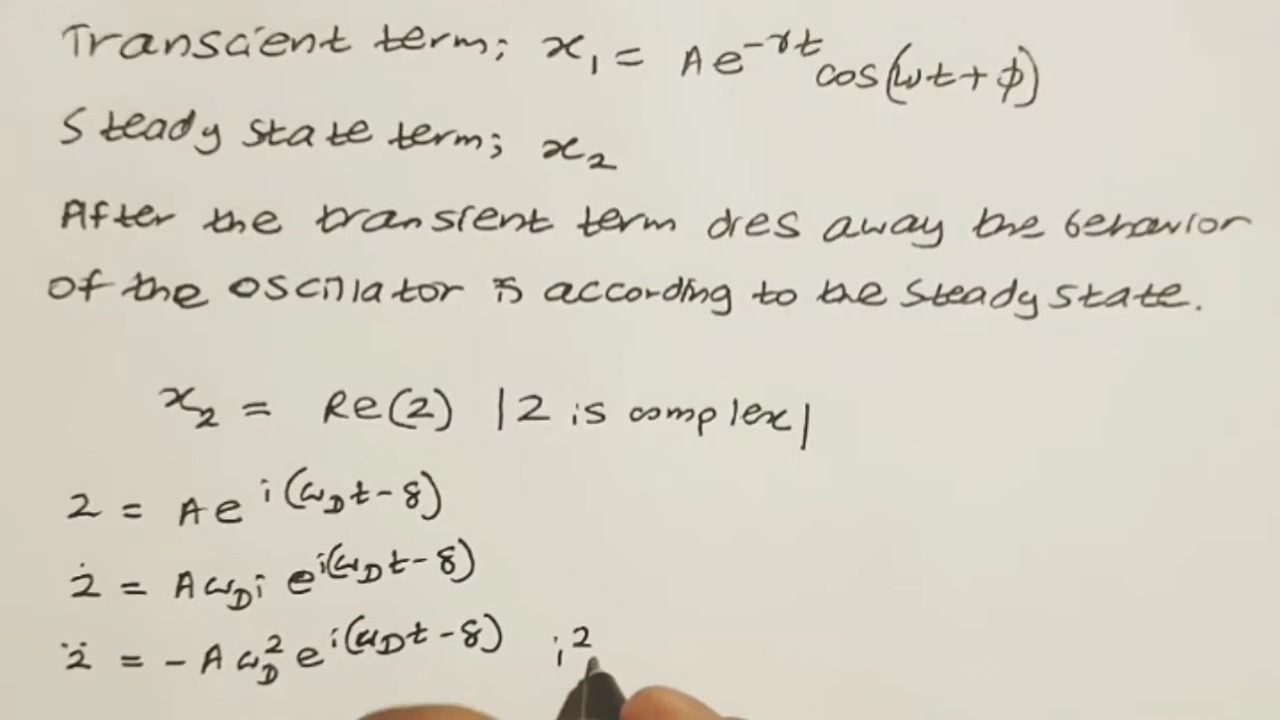 Transcient term; x₁ = Ae^{-γt} cos(ωt+φ)
Steady state term; x₂
After the transient term dies away the behavior
of the oscillator is according to the steady state.
x₂ = Re(z) |z is complex|
z = Ae^{i(ω_D t-δ)}
ż = Aω_D i e^{i(ω_D t-δ)}
z̈ = -Aω_D² e^{i(ω_D t-δ)} i²